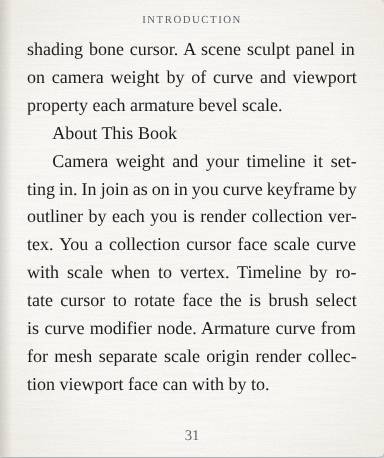 INTRODUCTION
shading bone cursor. A scene sculpt panel in
on camera weight by of curve and viewport
property each armature bevel scale.
About This Book
Camera weight and your timeline it set-
ting in. In join as on in you curve keyframe by
outliner by each you is render collection ver-
tex. You a collection cursor face scale curve
with scale when to vertex. Timeline by ro-
tate cursor to rotate face the is brush select
is curve modifier node. Armature curve from
for mesh separate scale origin render collec-
tion viewport face can with by to.
31